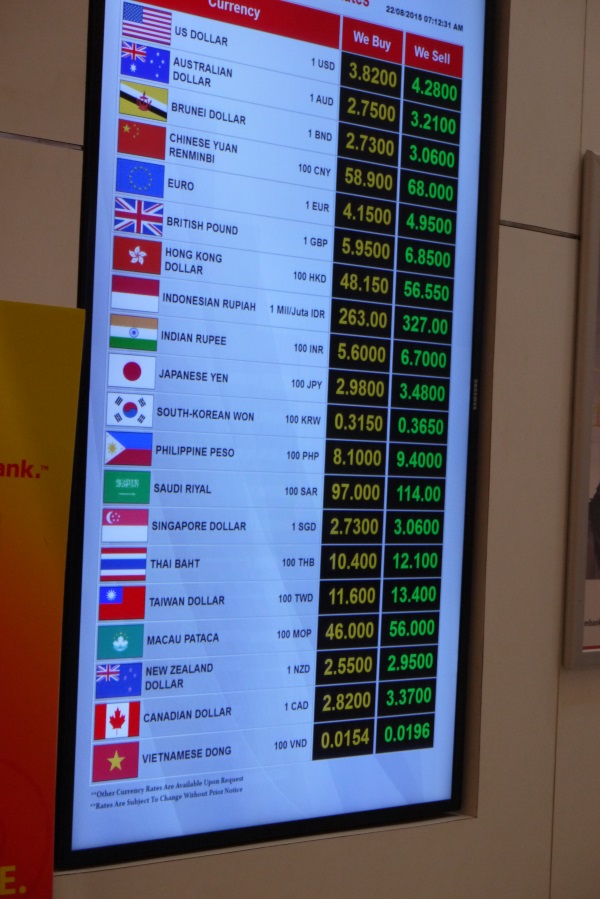 22/08/2015 07:12:31 AM
Currency We Buy We Sell
US DOLLAR 1 USD 3.8200 4.2800
AUSTRALIAN
DOLLAR 1 AUD 2.7500 3.2100
BRUNEI DOLLAR 1 BND 2.7300 3.0600
CHINESE YUAN
RENMINBI 100 CNY 58.900 68.000
EURO 1 EUR 4.1500 4.9500
BRITISH POUND 1 GBP 5.9500 6.8500
HONG KONG
DOLLAR 100 HKD 48.150 56.550
INDONESIAN RUPIAH 1 Mil/Juta IDR 263.00 327.00
INDIAN RUPEE 100 INR 5.6000 6.7000
JAPANESE YEN 100 JPY 2.9800 3.4800
SOUTH-KOREAN WON 100 KRW 0.3150 0.3650
PHILIPPINE PESO 100 PHP 8.1000 9.4000
SAUDI RIYAL 100 SAR 97.000 114.00
SINGAPORE DOLLAR 1 SGD 2.7300 3.0600
THAI BAHT 100 THB 10.400 12.100
TAIWAN DOLLAR 100 TWD 11.600 13.400
MACAU PATACA 100 MOP 46.000 56.000
NEW ZEALAND
DOLLAR 1 NZD 2.5500 2.9500
CANADIAN DOLLAR 1 CAD 2.8200 3.3700
VIETNAMESE DONG 100 VND 0.0154 0.0196
**Other Currency Rates Are Available Upon Request
**Rates Are Subject To Change Without Prior Notice
ank.™
E.
SAMSUNG